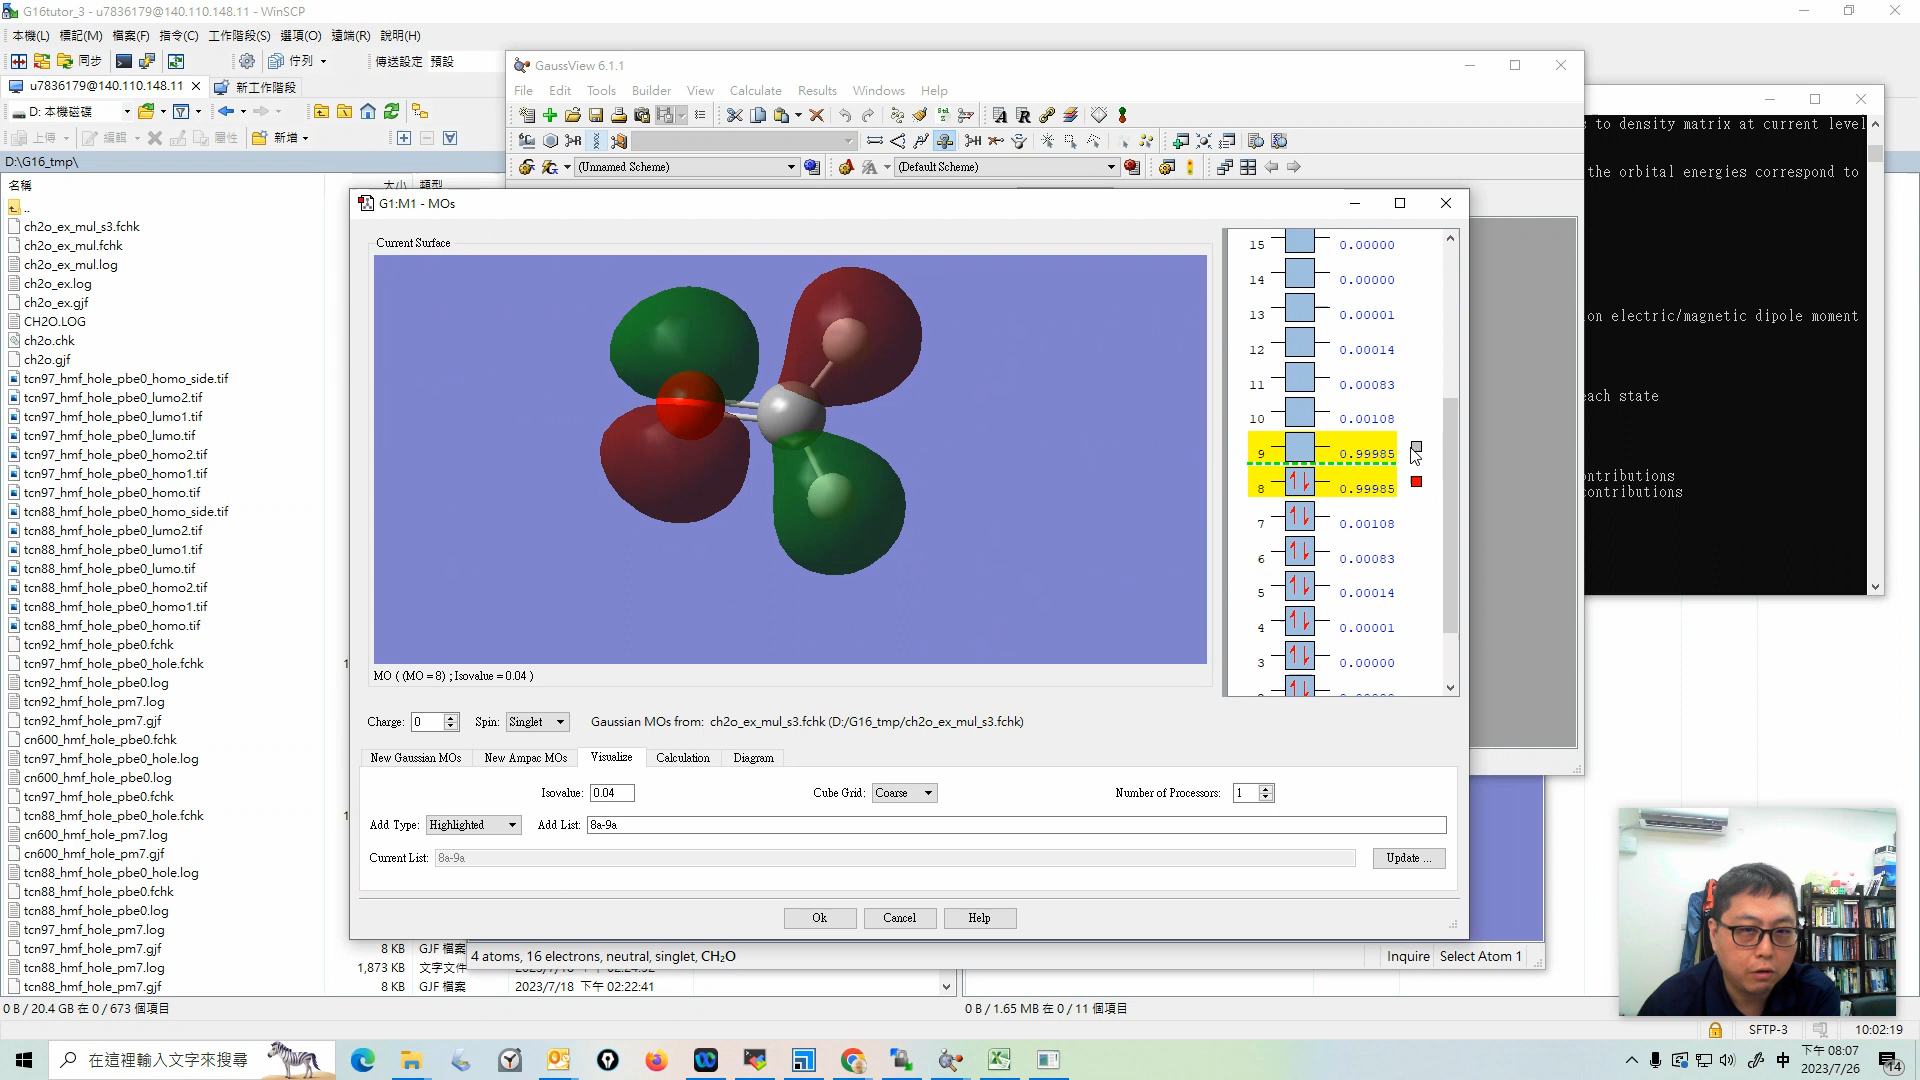 G16tutor_3 - u7836179@140.110.148.11 - WinSCP
本機(L) 標記(M) 檔案(F) 指令(C) 工作階段(S) 選項(O) 遠端(R) 說明(H)
同步 佇列 傳送設定 預設
u7836179@140.110.148.11 新工作階段
D: 本機磁碟
上傳 編輯 屬性 新增
D:\G16_tmp\
名稱 大小 類型
..
ch2o_ex_mul_s3.fchk
ch2o_ex_mul.fchk
ch2o_ex_mul.log
ch2o_ex.log
ch2o_ex.gjf
CH2O.LOG
ch2o.chk
ch2o.gjf
tcn97_hmf_hole_pbe0_homo_side.tif
tcn97_hmf_hole_pbe0_lumo2.tif
tcn97_hmf_hole_pbe0_lumo1.tif
tcn97_hmf_hole_pbe0_lumo.tif
tcn97_hmf_hole_pbe0_homo2.tif
tcn97_hmf_hole_pbe0_homo1.tif
tcn97_hmf_hole_pbe0_homo.tif
tcn88_hmf_hole_pbe0_homo_side.tif
tcn88_hmf_hole_pbe0_lumo2.tif
tcn88_hmf_hole_pbe0_lumo1.tif
tcn88_hmf_hole_pbe0_lumo.tif
tcn88_hmf_hole_pbe0_homo2.tif
tcn88_hmf_hole_pbe0_homo1.tif
tcn88_hmf_hole_pbe0_homo.tif
tcn92_hmf_hole_pbe0.fchk
tcn97_hmf_hole_pbe0_hole.fchk 1
tcn92_hmf_hole_pbe0.log
tcn92_hmf_hole_pm7.log
tcn92_hmf_hole_pm7.gjf
cn600_hmf_hole_pbe0.fchk
tcn97_hmf_hole_pbe0_hole.log
cn600_hmf_hole_pbe0.log
tcn97_hmf_hole_pbe0.fchk
tcn88_hmf_hole_pbe0_hole.fchk 1
cn600_hmf_hole_pm7.log
cn600_hmf_hole_pm7.gjf
tcn88_hmf_hole_pbe0_hole.log
tcn88_hmf_hole_pbe0.fchk
tcn88_hmf_hole_pbe0.log
tcn97_hmf_hole_pm7.log
tcn97_hmf_hole_pm7.gjf 8 KB GJF 檔案
tcn88_hmf_hole_pm7.log 1,873 KB 文字文件
tcn88_hmf_hole_pm7.gjf 8 KB GJF 檔案 2023/7/18 下午 02:22:41
0 B / 20.4 GB 在 0 / 673 個項目
0 B / 1.65 MB 在 0 / 11 個項目
SFTP-3 10:02:19
GaussView 6.1.1
File Edit Tools Builder View Calculate Results Windows Help
(Unnamed Scheme) (Default Scheme)
s to density matrix at current level
the orbital energies correspond to
on electric/magnetic dipole moment
each state
ontributions
contributions
G1:M1 - MOs
Current Surface
15 0.00000
14 0.00000
13 0.00001
12 0.00014
11 0.00083
10 0.00108
9 0.99985
8 0.99985
7 0.00108
6 0.00083
5 0.00014
4 0.00001
3 0.00000
MO ( (MO = 8) ; Isovalue = 0.04 )
Charge: 0 Spin: Singlet Gaussian MOs from: ch2o_ex_mul_s3.fchk (D:/G16_tmp/ch2o_ex_mul_s3.fchk)
New Gaussian MOs New Ampac MOs Visualize Calculation Diagram
Isovalue: 0.04 Cube Grid: Coarse Number of Processors: 1
Add Type: Highlighted Add List: 8a-9a
Current List: 8a-9a Update ...
Ok Cancel Help
4 atoms, 16 electrons, neutral, singlet, CH₂O Inquire Select Atom 1
在這裡輸入文字來搜尋
中 下午 08:07
2023/7/26
14